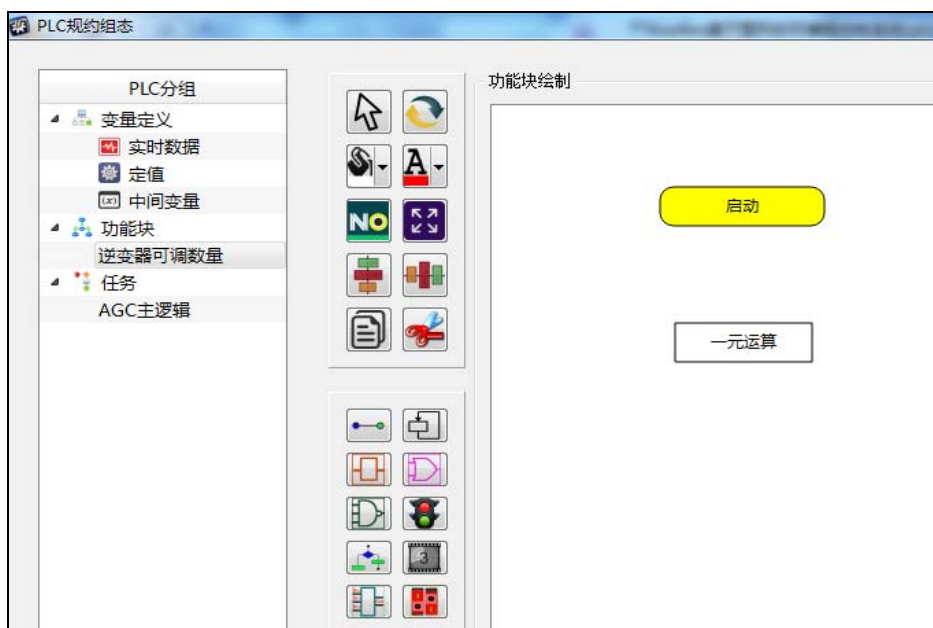 PLC规约组态
PLC分组
变量定义
实时数据
定值
中间变量
功能块
逆变器可调数量
任务
AGC主逻辑
A
NO
(x)
3
功能块绘制
启动
一元运算